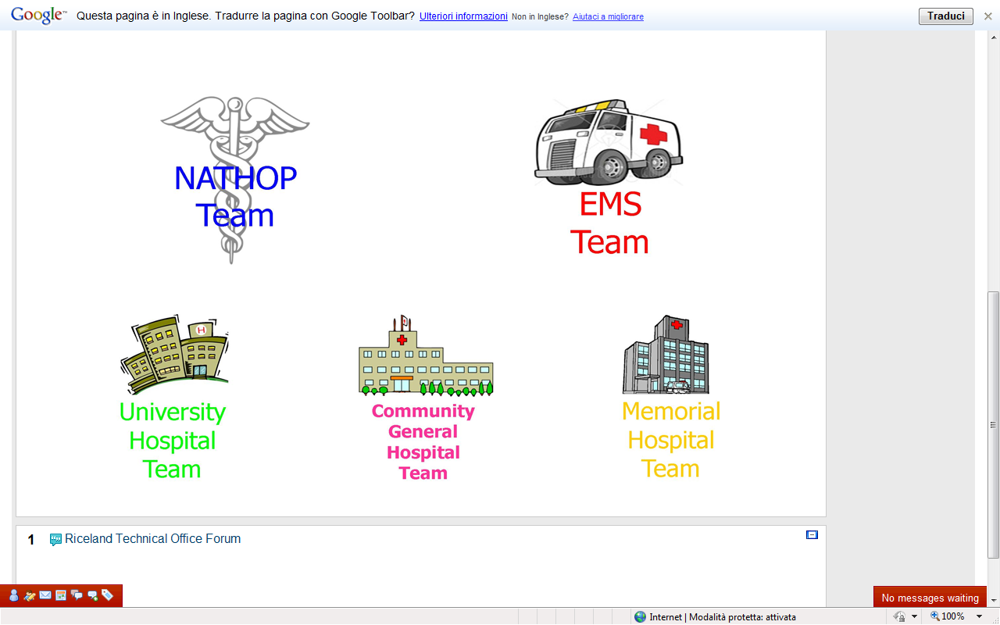 Google™ Questa pagina è in Inglese. Tradurre la pagina con Google Toolbar? Ulteriori informazioni Non in Inglese? Aiutaci a migliorare Traduci
NATHOP
Team
EMS
Team
H
University
Hospital
Team
Community
General
Hospital
Team
Memorial
Hospital
Team
1 Riceland Technical Office Forum
No messages waiting
Internet | Modalità protetta: attivata 100%